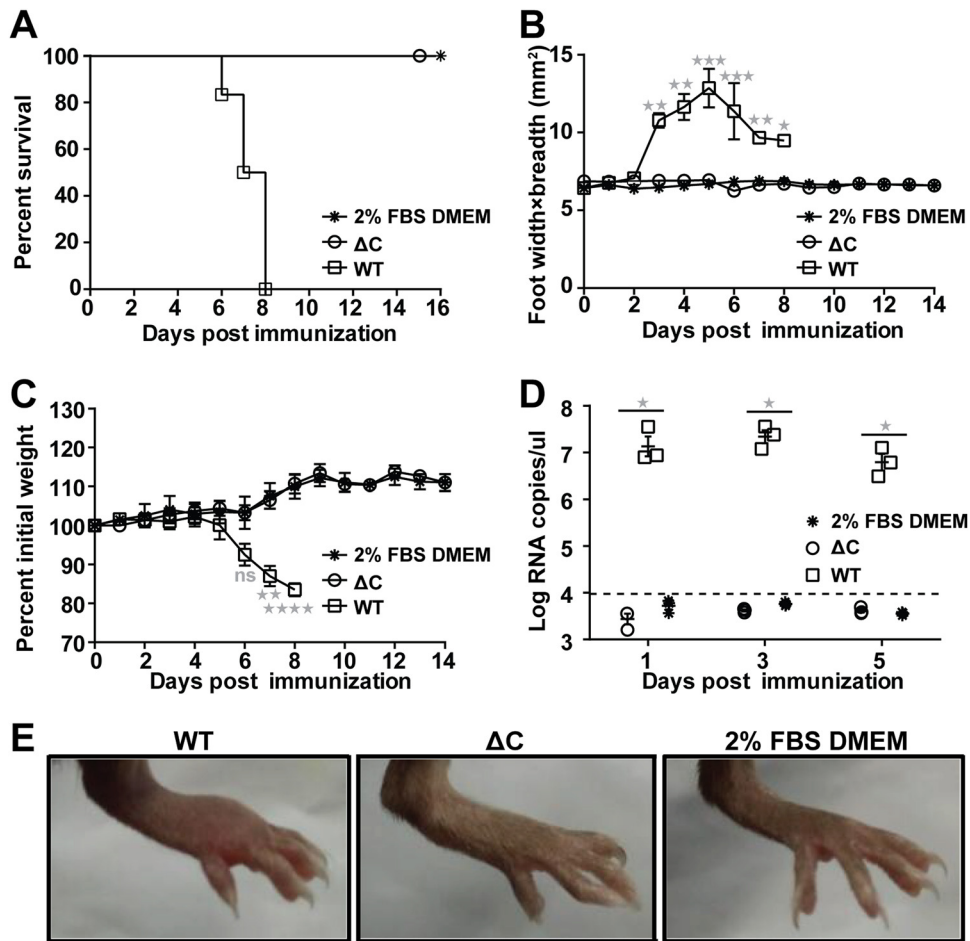 A
Percent survival
100
80
60
40
20
0
0 2 4 6 8 10 12 14 16
Days post immunization
2% FBS DMEM
ΔC
WT
B
Foot width×breadth (mm²)
15
10
5
0
0 2 4 6 8 10 12 14
Days post immunization
2% FBS DMEM
ΔC
WT
C
Percent initial weight
130
120
110
100
90
80
70
0 2 4 6 8 10 12 14
Days post immunization
ns
2% FBS DMEM
ΔC
WT
D
Log RNA copies/ul
8
7
6
5
4
3
1 3 5
Days post immunization
2% FBS DMEM
ΔC
WT
E
WT ΔC 2% FBS DMEM